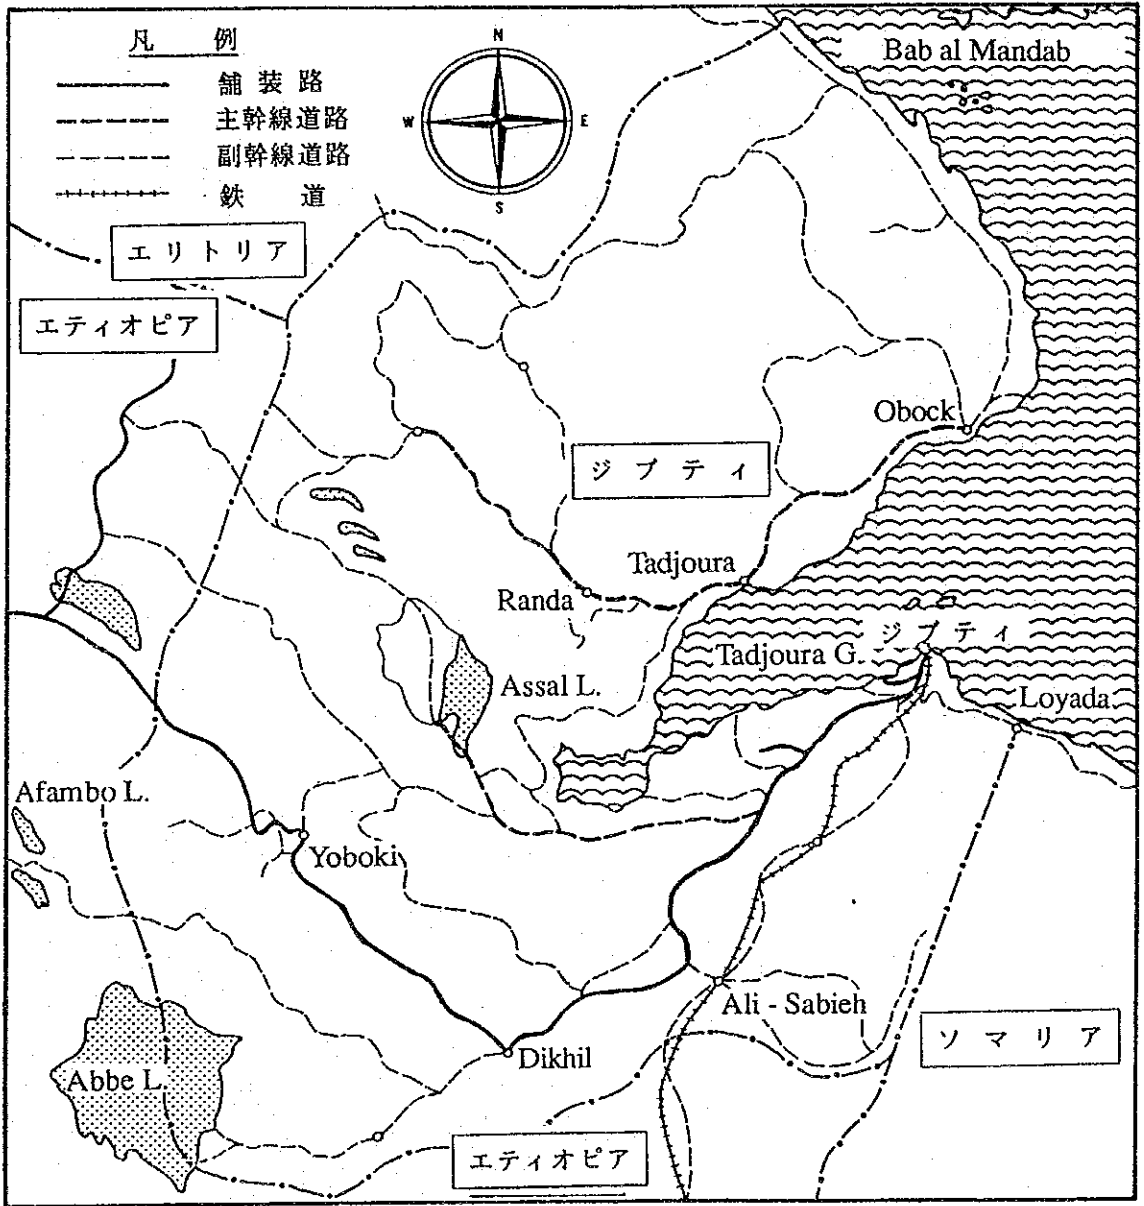 凡 例
舗装路
主幹線道路
副幹線道路
鉄 道
N
W
E
S
Bab al Mandab
エリトリア
エティオピア
Obock
ジブティ
Tadjoura
Randa
ジブティ
Tadjoura G.
Assal L.
Loyada
Afambo L.
Yoboki
Ali - Sabieh
ソマリア
Dikhil
Abbe L.
エティオピア